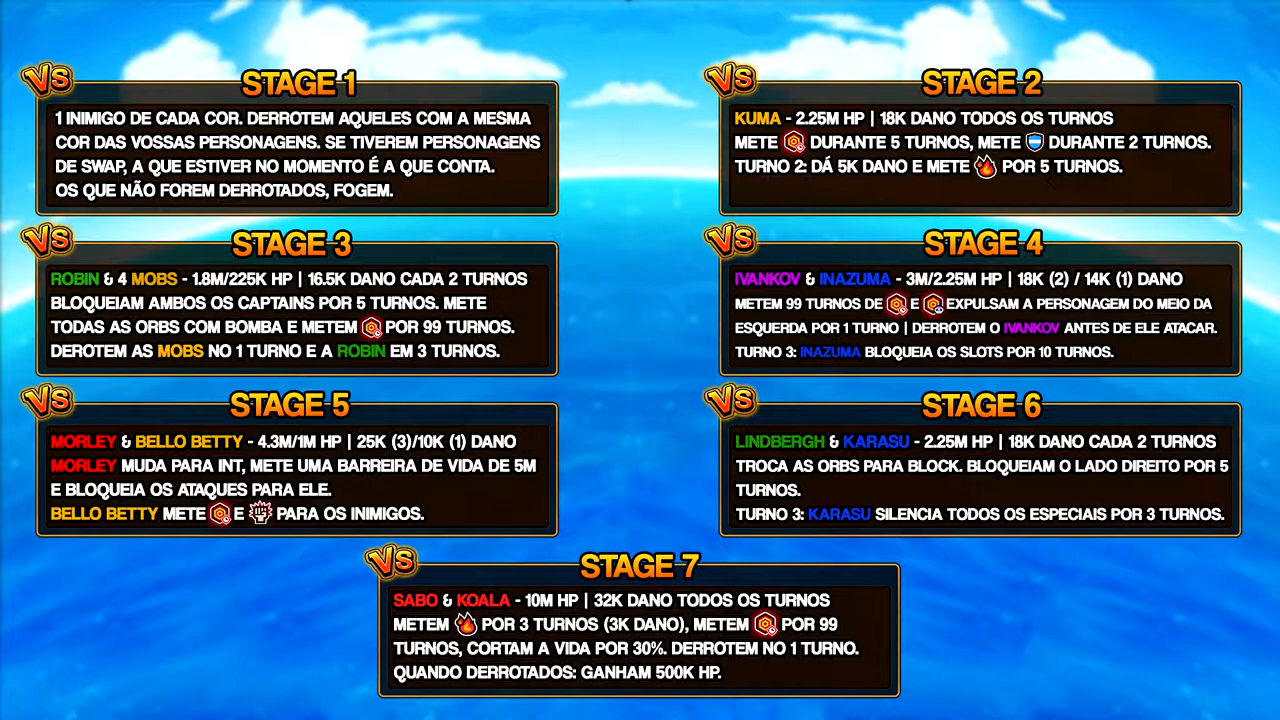 VS
STAGE 1
1 INIMIGO DE CADA COR. DERROTEM AQUELES COM A MESMA
COR DAS VOSSAS PERSONAGENS. SE TIVEREM PERSONAGENS
DE SWAP, A QUE ESTIVER NO MOMENTO É A QUE CONTA.
OS QUE NÃO FOREM DERROTADOS, FOGEM.
VS
STAGE 2
KUMA - 2.25M HP | 18K DANO TODOS OS TURNOS
METE DURANTE 5 TURNOS, METE DURANTE 2 TURNOS.
TURNO 2: DÁ 5K DANO E METE POR 5 TURNOS.
VS
STAGE 3
ROBIN & 4 MOBS - 1.8M/225K HP | 16.5K DANO CADA 2 TURNOS
BLOQUEIAM AMBOS OS CAPTAINS POR 5 TURNOS. METE
TODAS AS ORBS COM BOMBA E METEM POR 99 TURNOS.
DEROTEM AS MOBS NO 1 TURNO E A ROBIN EM 3 TURNOS.
VS
STAGE 4
IVANKOV & INAZUMA - 3M/2.25M HP | 18K (2) / 14K (1) DANO
METEM 99 TURNOS DE E EXPULSAM A PERSONAGEM DO MEIO DA
ESQUERDA POR 1 TURNO | DERROTEM O IVANKOV ANTES DE ELE ATACAR.
TURNO 3: INAZUMA BLOQUEIA OS SLOTS POR 10 TURNOS.
VS
STAGE 5
MORLEY & BELLO BETTY - 4.3M/1M HP | 25K (3)/10K (1) DANO
MORLEY MUDA PARA INT, METE UMA BARREIRA DE VIDA DE 5M
E BLOQUEIA OS ATAQUES PARA ELE.
BELLO BETTY METE E PARA OS INIMIGOS.
VS
STAGE 6
LINDBERGH & KARASU - 2.25M HP | 18K DANO CADA 2 TURNOS
TROCA AS ORBS PARA BLOCK. BLOQUEIAM O LADO DIREITO POR 5
TURNOS.
TURNO 3: KARASU SILENCIA TODOS OS ESPECIAIS POR 3 TURNOS.
VS
STAGE 7
SABO & KOALA - 10M HP | 32K DANO TODOS OS TURNOS
METEM POR 3 TURNOS (3K DANO), METEM POR 99
TURNOS, CORTAM A VIDA POR 30%. DERROTEM NO 1 TURNO.
QUANDO DERROTADOS: GANHAM 500K HP.